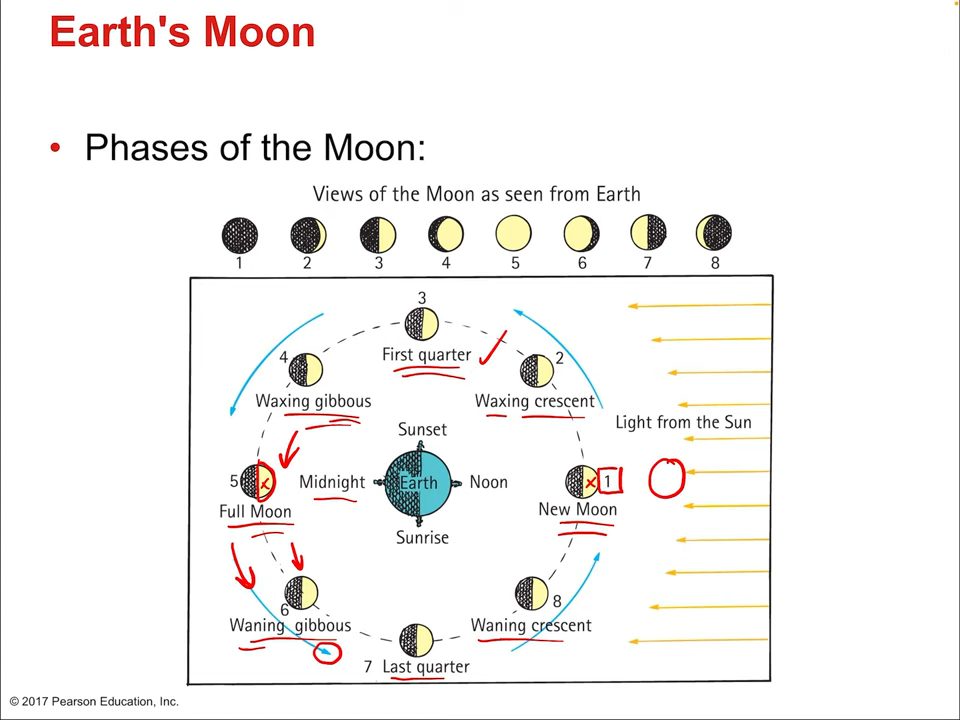 Earth's Moon
• Phases of the Moon:
Views of the Moon as seen from Earth
1 2 3 4 5 6 7 8
3
First quarter
4
Waxing gibbous
2
Waxing crescent
Light from the Sun
Sunset
5
Full Moon
Midnight
Earth
Noon
1
New Moon
Sunrise
6
Waning gibbous
8
Waning crescent
7 Last quarter
© 2017 Pearson Education, Inc.